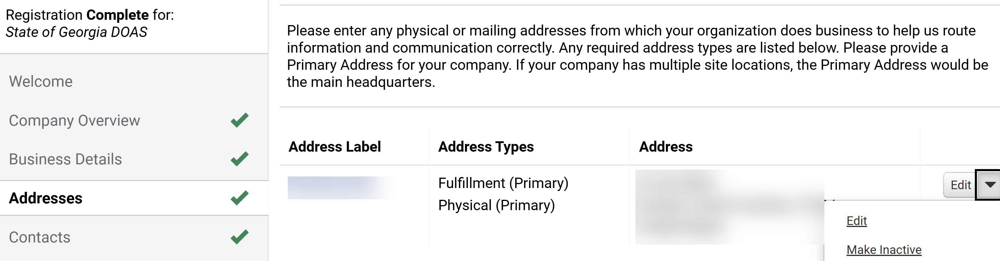 Registration Complete for:
State of Georgia DOAS
Welcome
Company Overview
Business Details
Addresses
Contacts
Please enter any physical or mailing addresses from which your organization does business to help us route
information and communication correctly. Any required address types are listed below. Please provide a
Primary Address for your company. If your company has multiple site locations, the Primary Address would be
the main headquarters.
Address Label Address Types Address
Fulfillment (Primary)
Physical (Primary)
Edit
Edit
Make Inactive